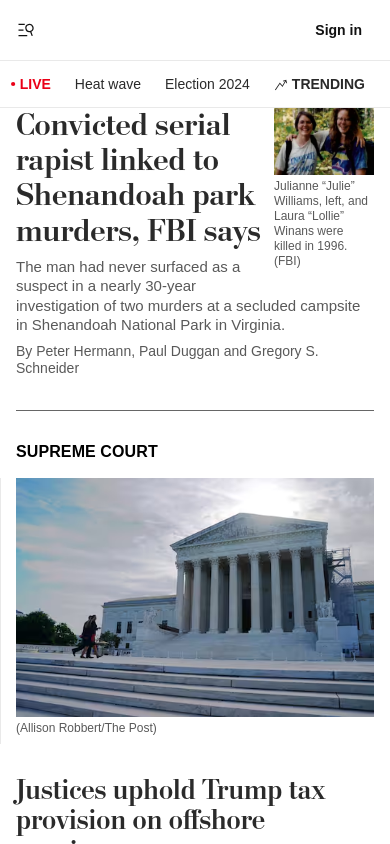 Sign in
• LIVE
Heat wave
Election 2024
TRENDING
Convicted serial
rapist linked to
Shenandoah park
murders, FBI says
Julianne “Julie”
Williams, left, and
Laura “Lollie”
Winans were
killed in 1996.
(FBI)
The man had never surfaced as a
suspect in a nearly 30-year
investigation of two murders at a secluded campsite
in Shenandoah National Park in Virginia.
By Peter Hermann, Paul Duggan and Gregory S.
Schneider
SUPREME COURT
(Allison Robbert/The Post)
Justices uphold Trump tax
provision on offshore